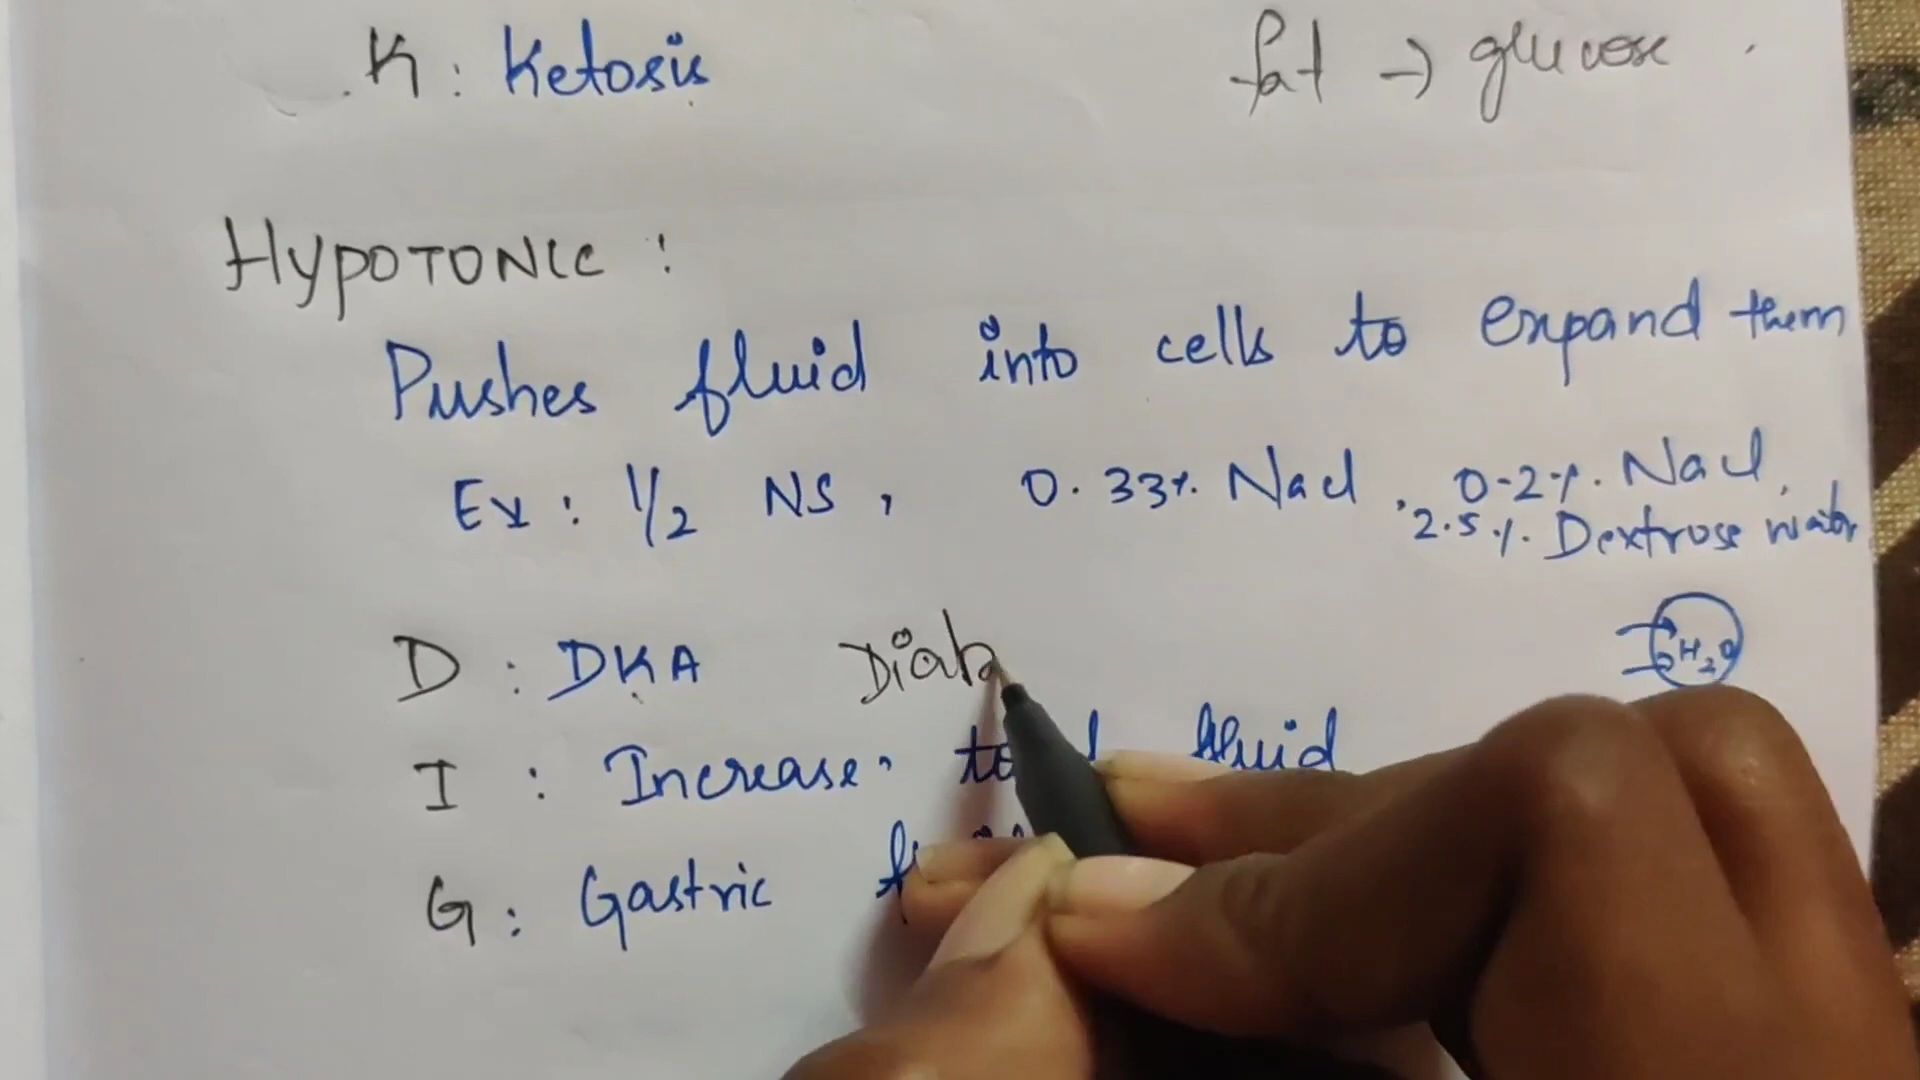 K : Ketosis fat → glucose
HYPOTONIC :
Pushes fluid into cells to expand them
Ex : 1/2 NS , 0.33% NaCl , 0.2% NaCl ,
2.5% Dextrose water
D : DKA Diab
H2O
I : Increase fluid
G : Gastric